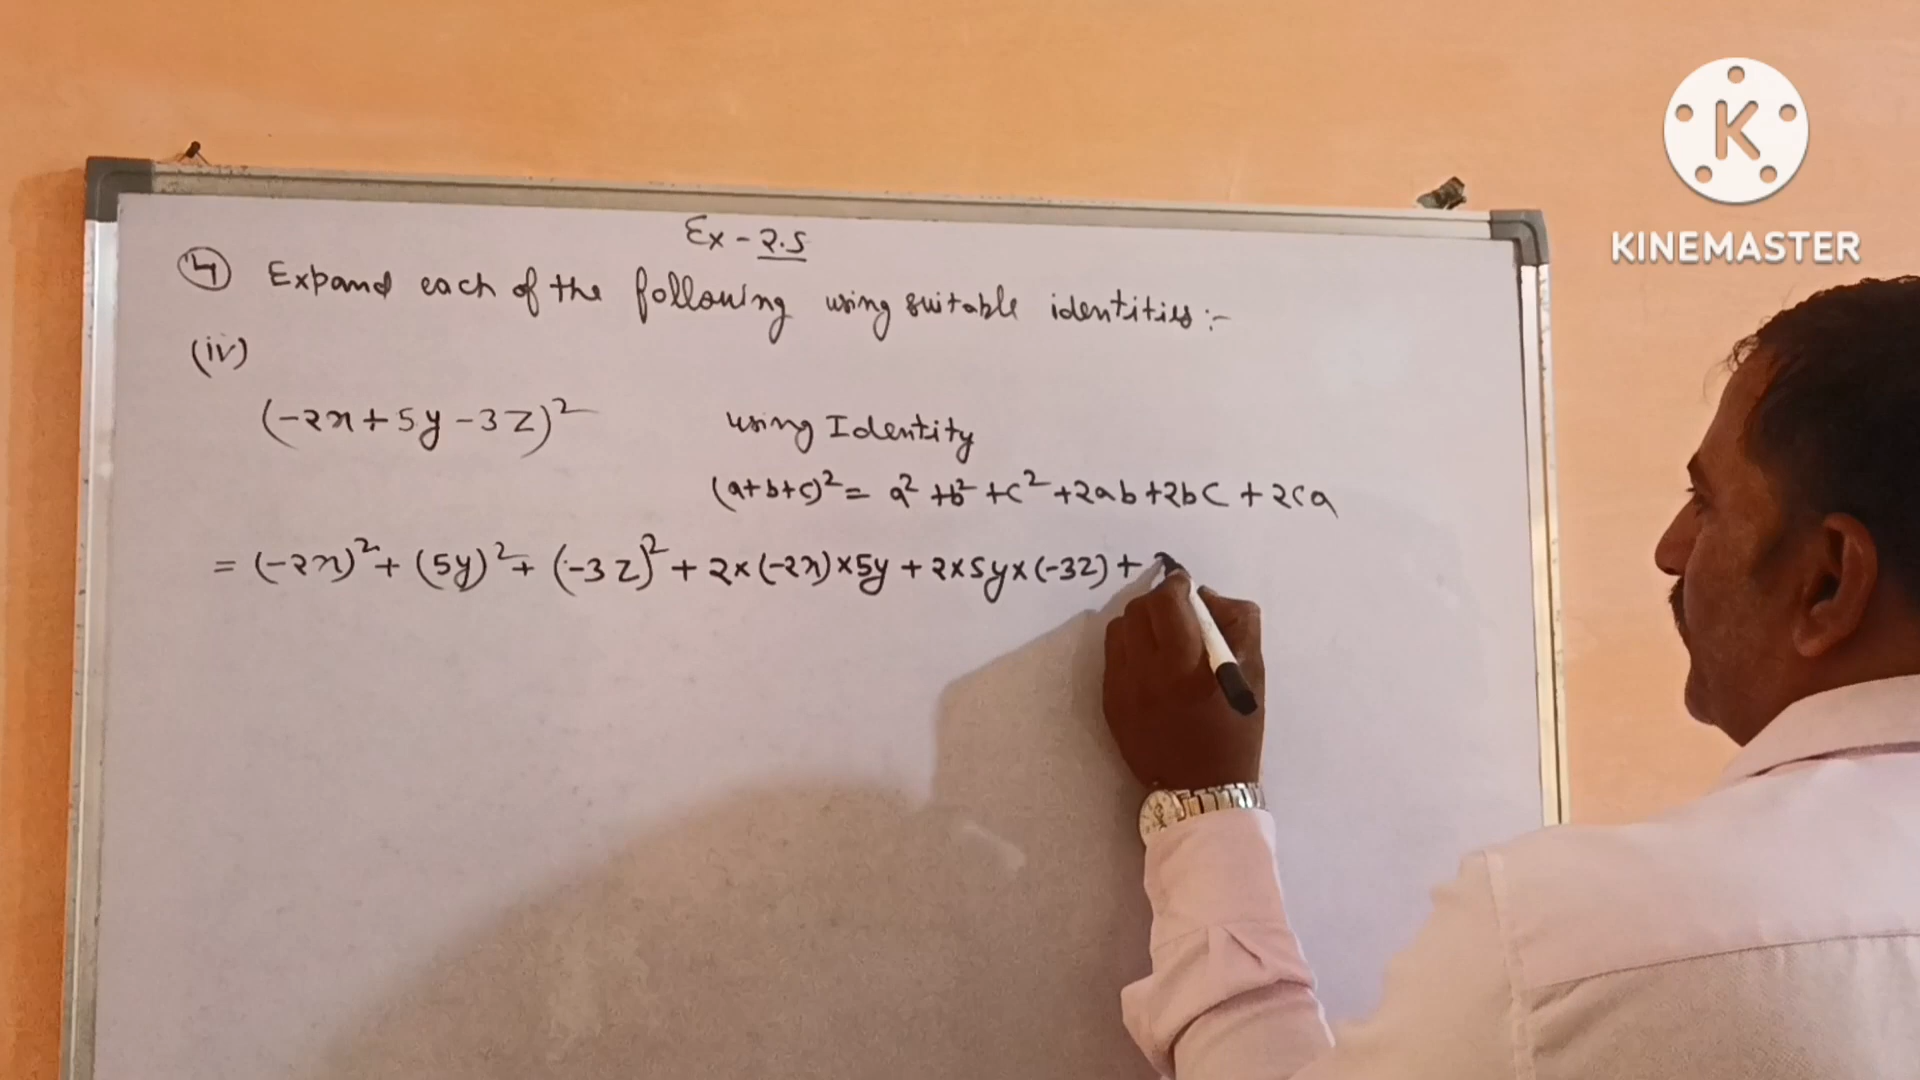 Ex - 2.5
4 Expand each of the following using suitable identities :-
(iv)
(-2x+5y-3z)² using Identity
(a+b+c)² = a² +b² +c² +2ab+2bc +2ca
= (-2x)² + (5y)² + (-3z)² + 2×(-2x)×5y + 2×5y×(-3z) +
K
KINEMASTER